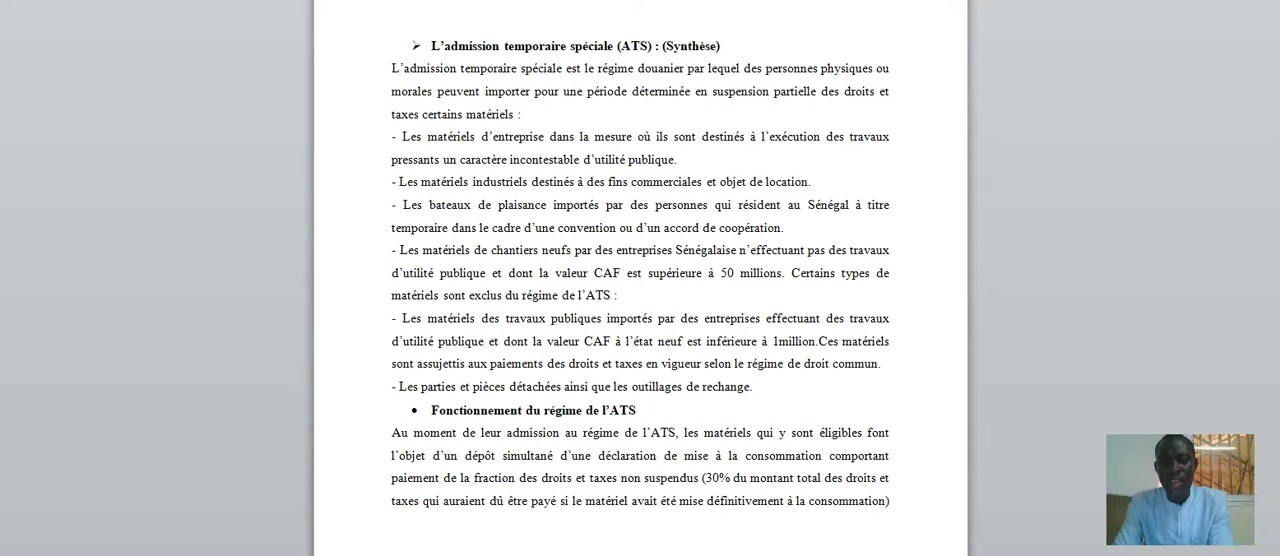 ➢ L’admission temporaire spéciale (ATS) : (Synthèse)
L’admission temporaire spéciale est le régime douanier par lequel des personnes physiques ou
morales peuvent importer pour une période déterminée en suspension partielle des droits et
taxes certains matériels :
- Les matériels d’entreprise dans la mesure où ils sont destinés à l’exécution des travaux
pressants un caractère incontestable d’utilité publique.
- Les matériels industriels destinés à des fins commerciales et objet de location.
- Les bateaux de plaisance importés par des personnes qui résident au Sénégal à titre
temporaire dans le cadre d’une convention ou d’un accord de coopération.
- Les matériels de chantiers neufs par des entreprises Sénégalaise n’effectuant pas des travaux
d’utilité publique et dont la valeur CAF est supérieure à 50 millions. Certains types de
matériels sont exclus du régime de l’ATS :
- Les matériels des travaux publiques importés par des entreprises effectuant des travaux
d’utilité publique et dont la valeur CAF à l’état neuf est inférieure à 1million.Ces matériels
sont assujettis aux paiements des droits et taxes en vigueur selon le régime de droit commun.
- Les parties et pièces détachées ainsi que les outillages de rechange.
• Fonctionnement du régime de l’ATS
Au moment de leur admission au régime de l’ATS, les matériels qui y sont éligibles font
l’objet d’un dépôt simultané d’une déclaration de mise à la consommation comportant
paiement de la fraction des droits et taxes non suspendus (30% du montant total des droits et
taxes qui auraient dû être payé si le matériel avait été mise définitivement à la consommation)